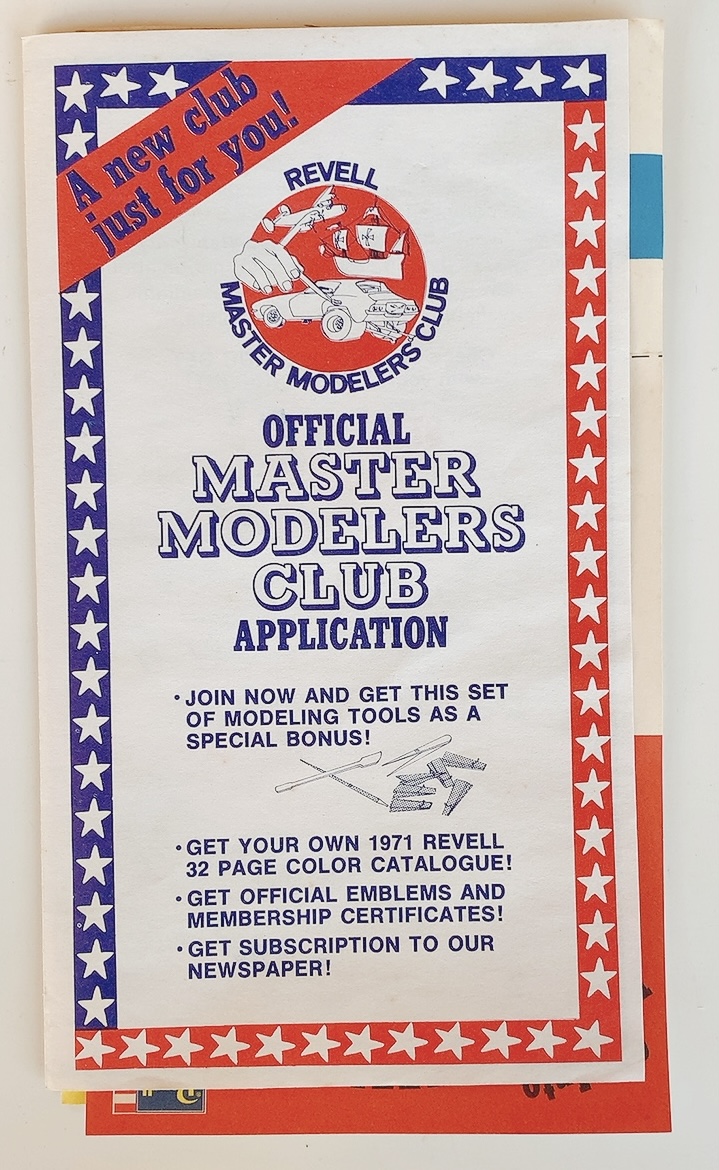 A new club
just for you!
REVELL
MASTER MODELERS CLUB
OFFICIAL
MASTER
MODELERS
CLUB
APPLICATION
• JOIN NOW AND GET THIS SET
OF MODELING TOOLS AS A
SPECIAL BONUS!
• GET YOUR OWN 1971 REVELL
32 PAGE COLOR CATALOGUE!
• GET OFFICIAL EMBLEMS AND
MEMBERSHIP CERTIFICATES!
• GET SUBSCRIPTION TO OUR
NEWSPAPER!